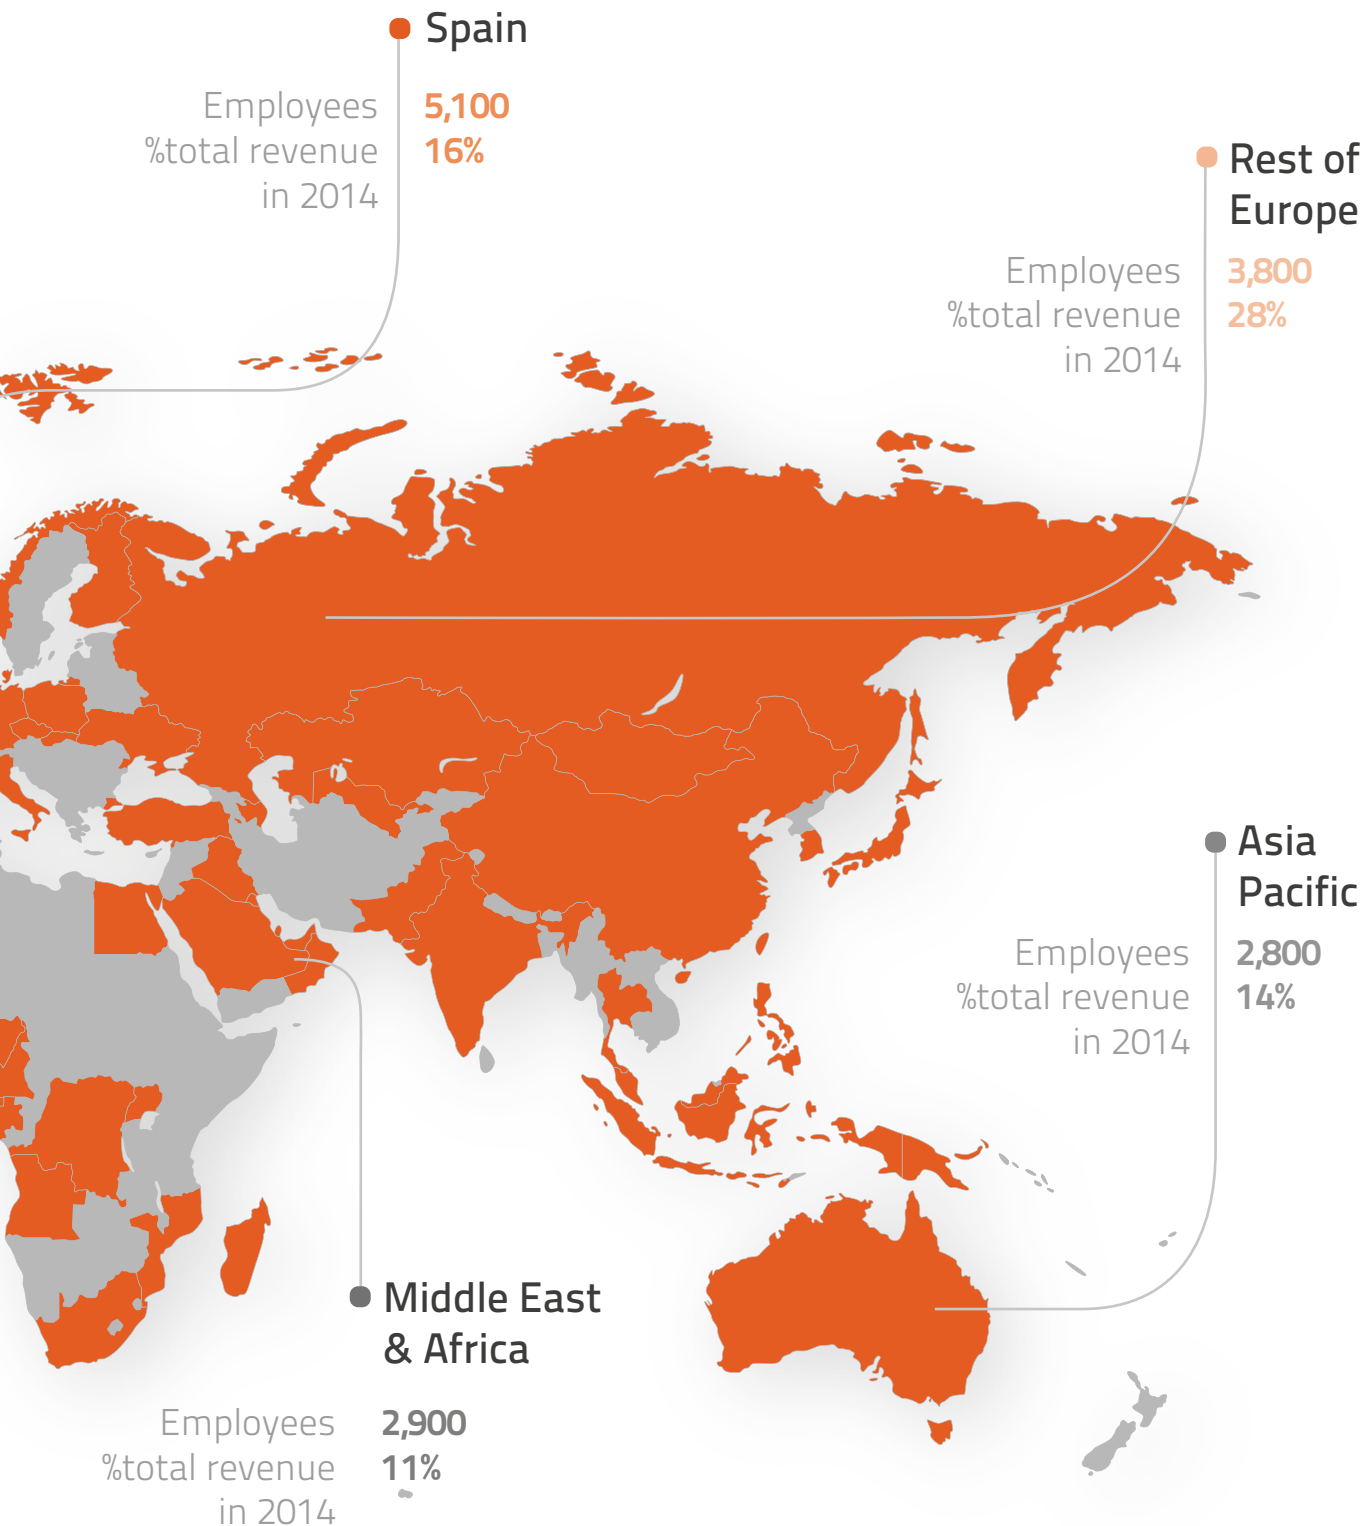 Spain
Employees 5,100
%total revenue 16%
in 2014
Rest of
Europe
Employees 3,800
%total revenue 28%
in 2014
Asia
Pacific
Employees 2,800
%total revenue 14%
in 2014
Middle East
& Africa
Employees 2,900
%total revenue 11%
in 2014